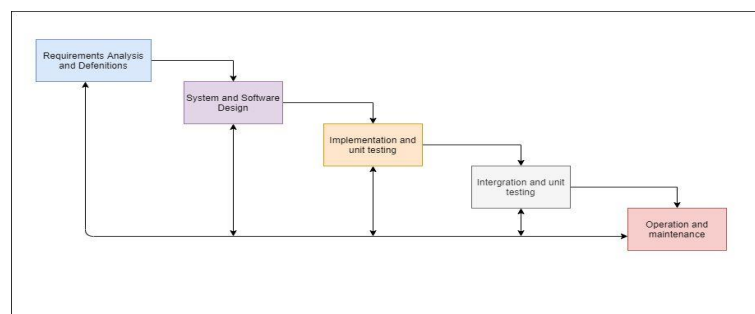 Requirements Analysis
and Defenitions
System and Software
Design
Implementation and
unit testing
Intergration and unit
testing
Operation and
maintenance